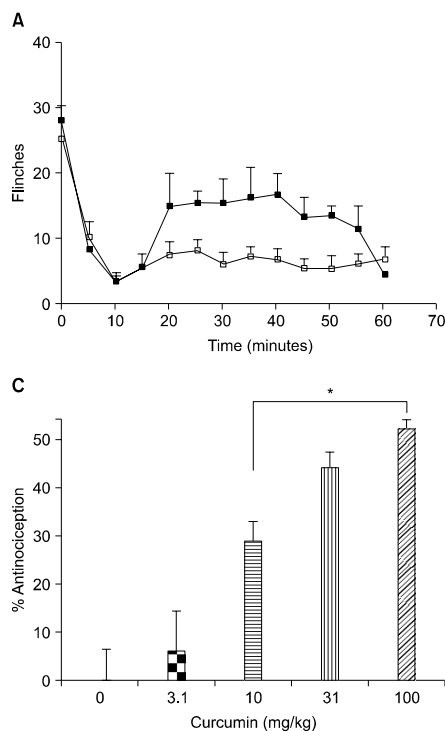 A
40
30
20
10
0
Flinches
0 10 20 30 40 50 60 70
Time (minutes)
C
*
50
40
30
20
10
0
% Antinociception
0 3.1 10 31 100
Curcumin (mg/kg)